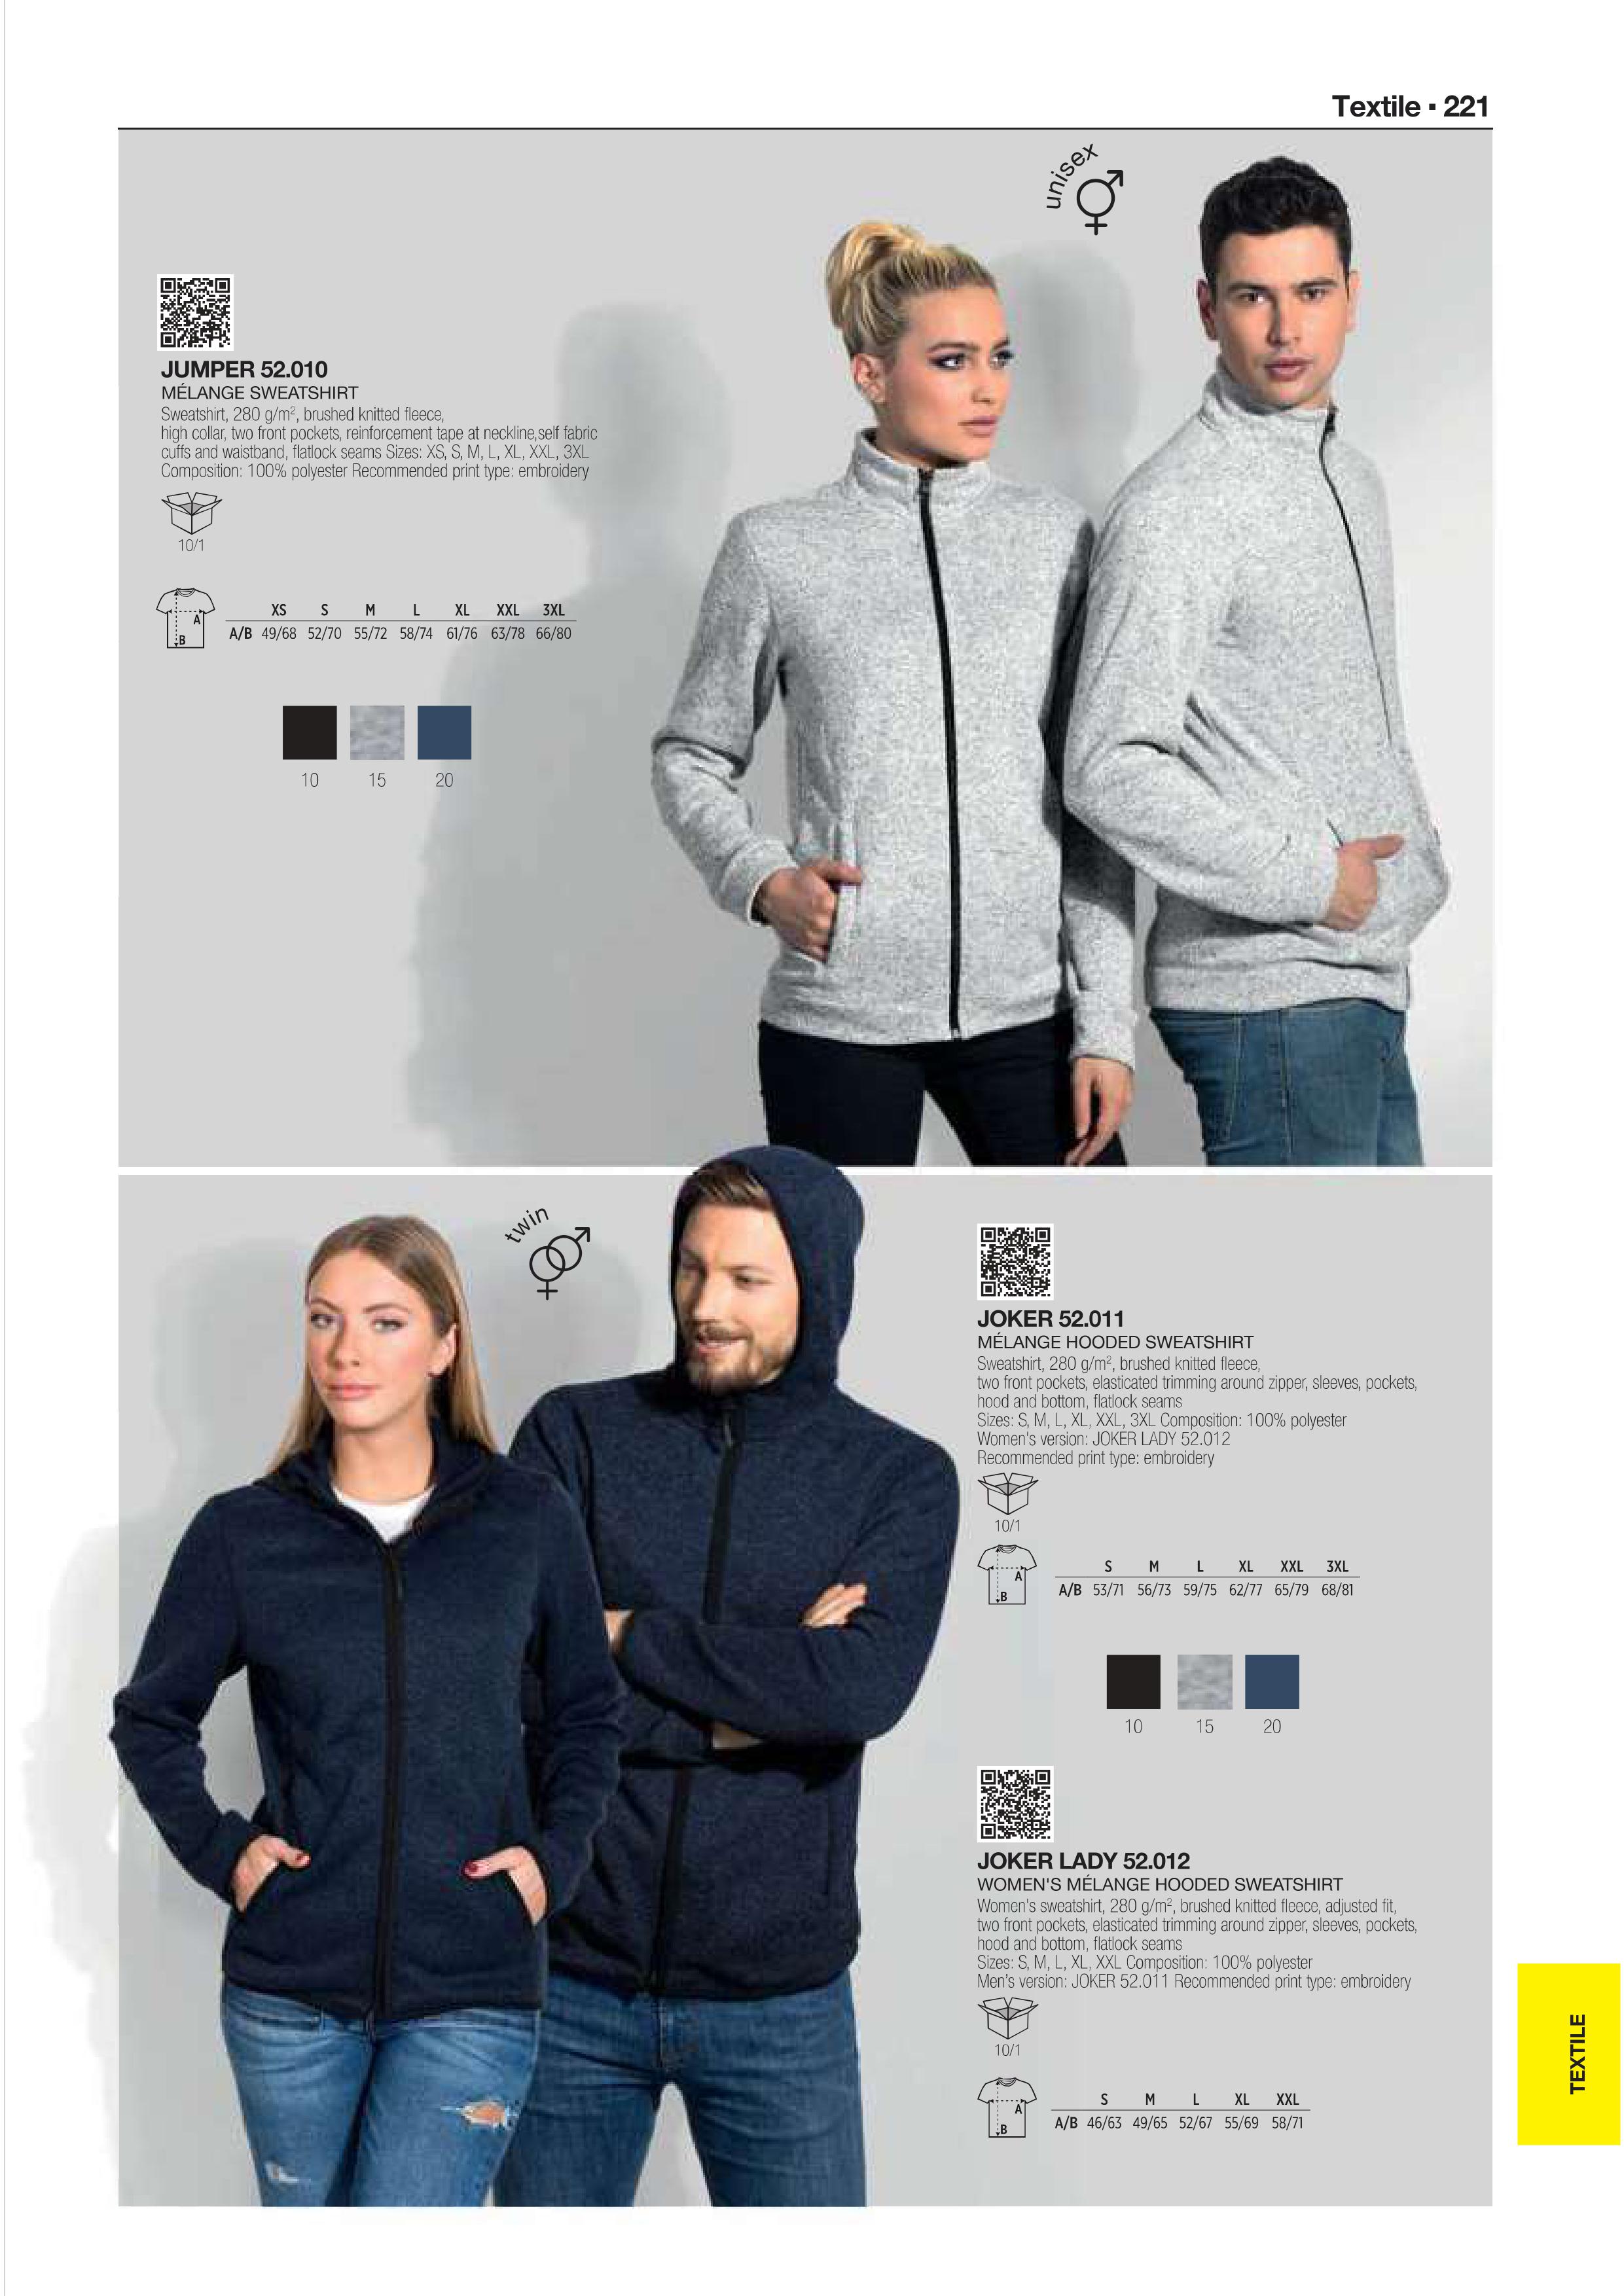 Textile ▪ 221
unisex
JUMPER 52.010
MÉLANGE SWEATSHIRT
Sweatshirt, 280 g/m², brushed knitted fleece,
high collar, two front pockets, reinforcement tape at neckline,self fabric
cuffs and waistband, flatlock seams Sizes: XS, S, M, L, XL, XXL, 3XL
Composition: 100% polyester Recommended print type: embroidery
10/1
A
B
XS S M L XL XXL 3XL
A/B 49/68 52/70 55/72 58/74 61/76 63/78 66/80
10 15 20
twin
JOKER 52.011
MÉLANGE HOODED SWEATSHIRT
Sweatshirt, 280 g/m², brushed knitted fleece,
two front pockets, elasticated trimming around zipper, sleeves, pockets,
hood and bottom, flatlock seams
Sizes: S, M, L, XL, XXL, 3XL Composition: 100% polyester
Women's version: JOKER LADY 52.012
Recommended print type: embroidery
10/1
A
B
S M L XL XXL 3XL
A/B 53/71 56/73 59/75 62/77 65/79 68/81
10 15 20
JOKER LADY 52.012
WOMEN'S MÉLANGE HOODED SWEATSHIRT
Women's sweatshirt, 280 g/m², brushed knitted fleece, adjusted fit,
two front pockets, elasticated trimming around zipper, sleeves, pockets,
hood and bottom, flatlock seams
Sizes: S, M, L, XL, XXL Composition: 100% polyester
Men's version: JOKER 52.011 Recommended print type: embroidery
10/1
A
B
S M L XL XXL
A/B 46/63 49/65 52/67 55/69 58/71
TEXTILE